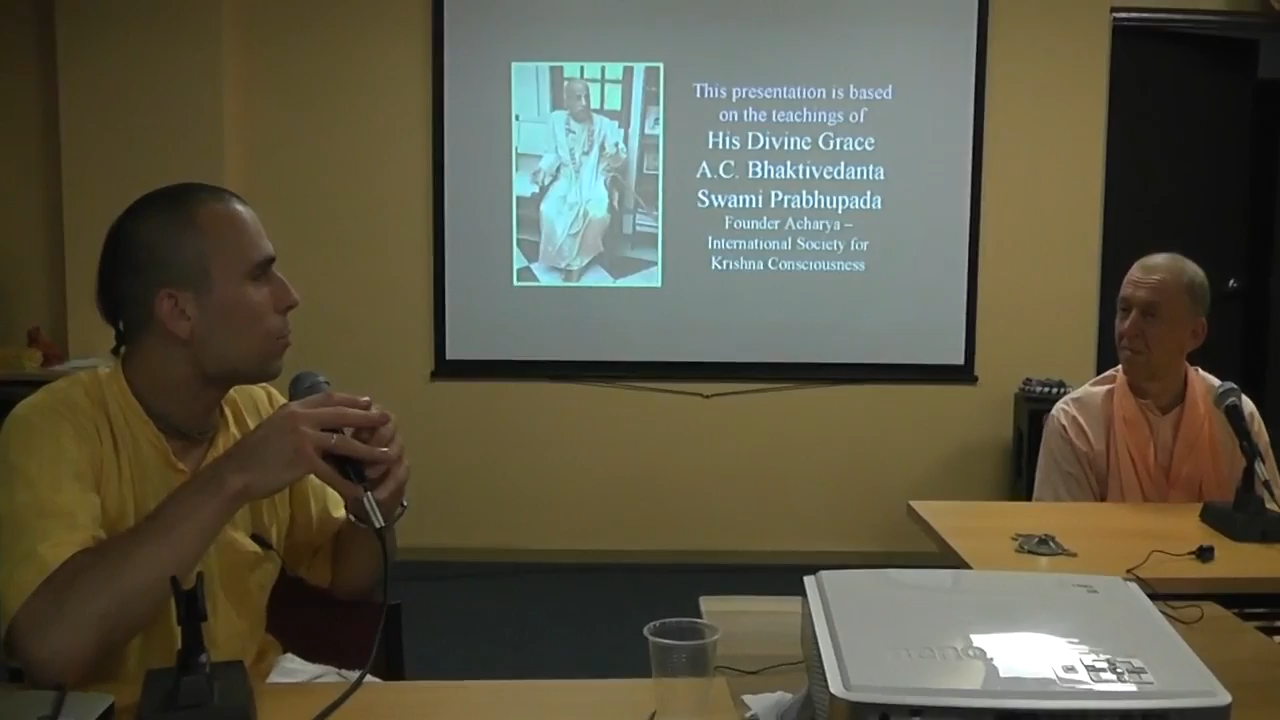 This presentation is based
on the teachings of
His Divine Grace
A.C. Bhaktivedanta
Swami Prabhupada
Founder Acharya –
International Society for
Krishna Consciousness